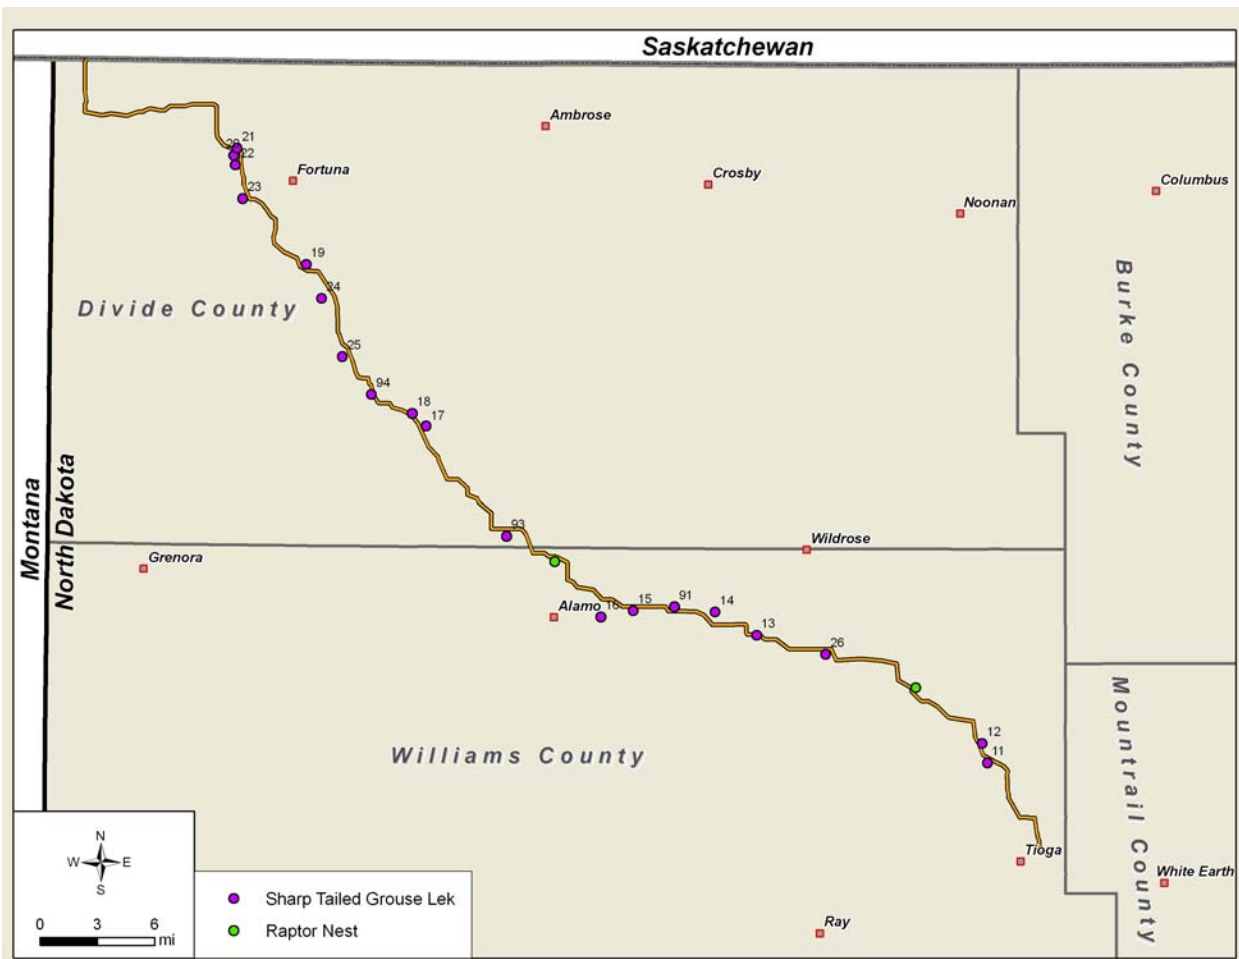 Saskatchewan
Ambrose
21
20
22
Fortuna
Crosby
Columbus
23
Noonan
19
24
Divide County
Burke County
25
94
18
17
Montana
North Dakota
93
Wildrose
Grenora
Alamo
16
15
91
14
13
26
Williams County
Mountrail County
12
11
Tioga
White Earth
Ray
N
W
E
S
0
3
6
mi
Sharp Tailed Grouse Lek
Raptor Nest